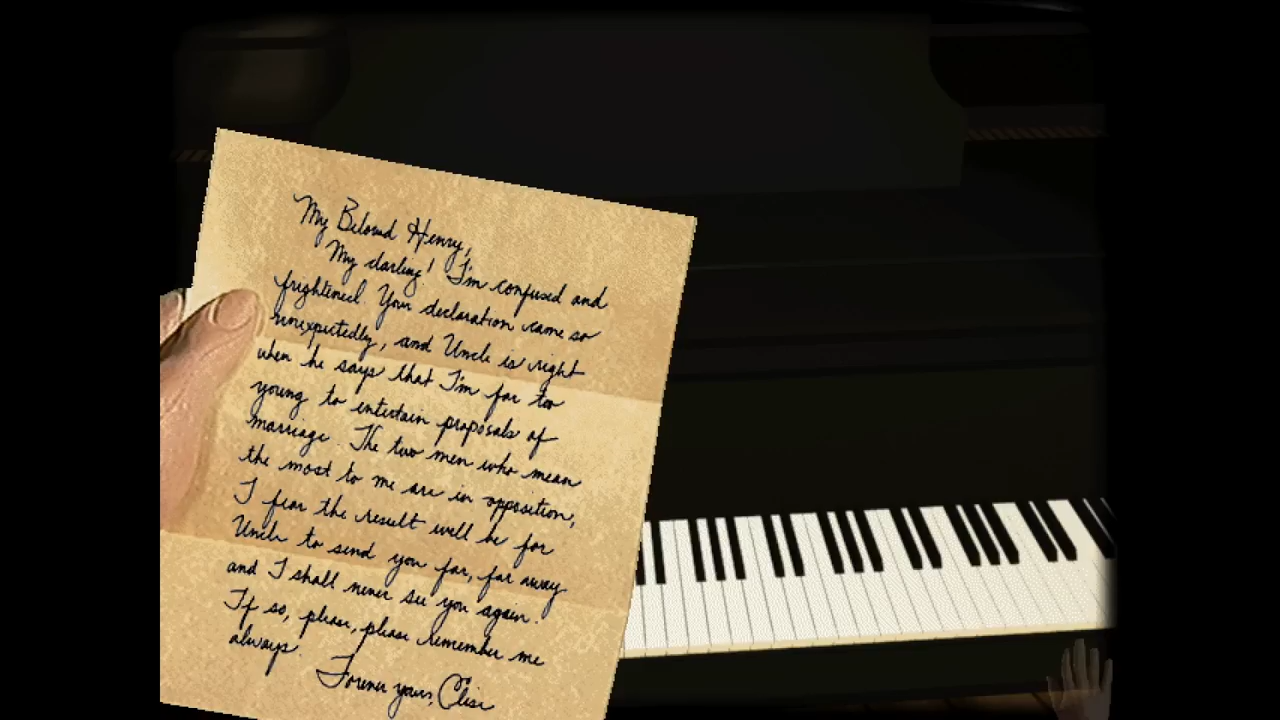 My Beloved Henry,
My darling! I'm confused and
frightened. Your declaration came so
unexpectedly, and Uncle is right
when he says that I'm far too
young to entertain proposals of
marriage. The two men who mean
the most to me are in opposition,
I fear the result will be for
Uncle to send you far, far away
and I shall never see you again.
If so, please, please remember me
always.
Forever yours, Elise